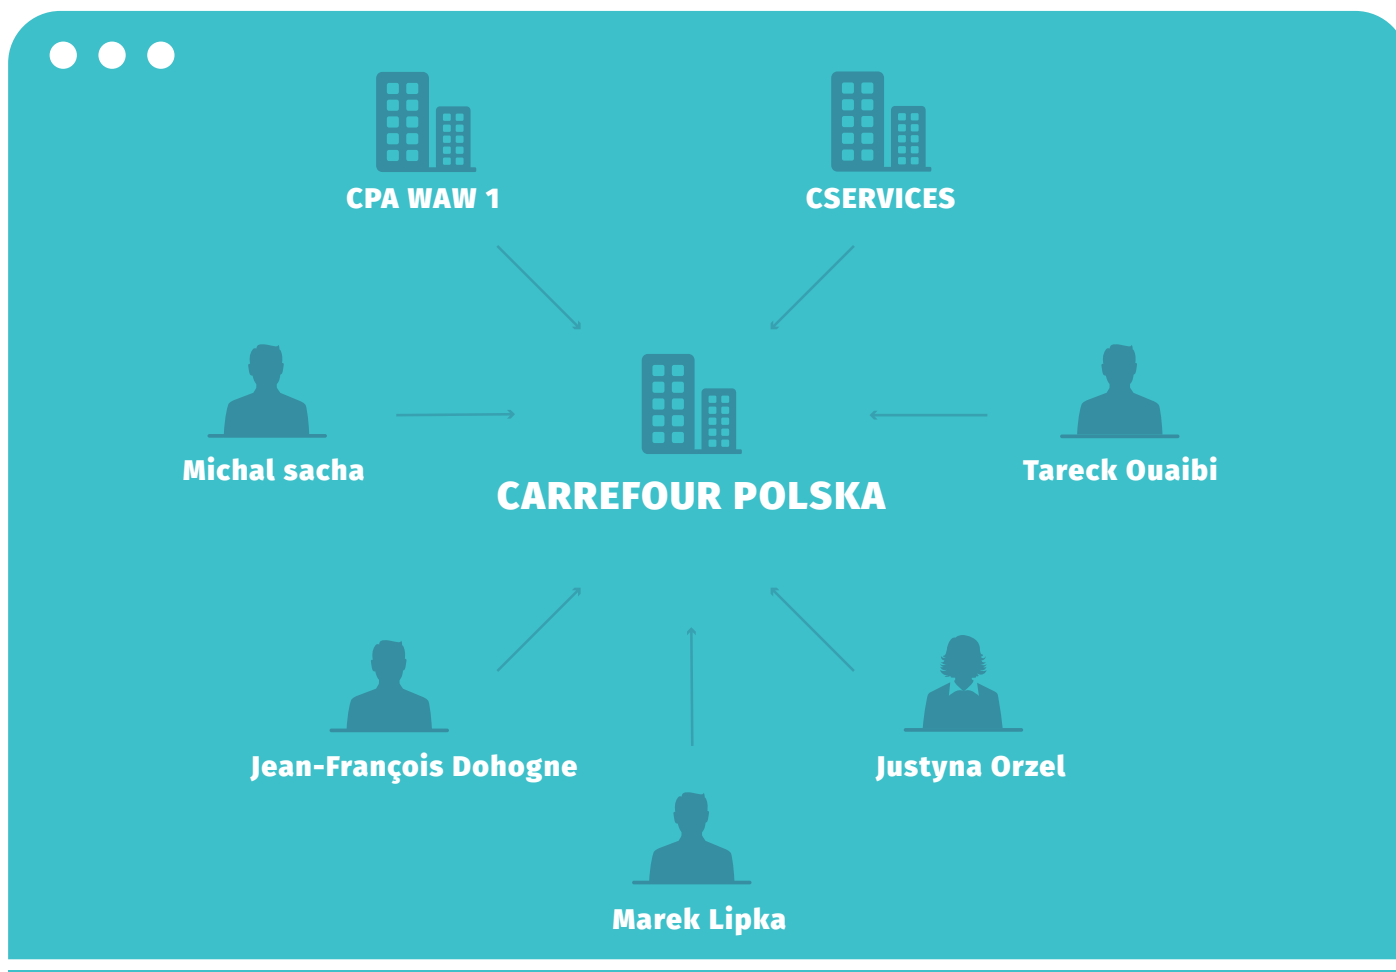 CPA WAW 1
CSERVICES
Michal sacha
Tareck Ouaibi
CARREFOUR POLSKA
Jean-François Dohogne
Justyna Orzel
Marek Lipka